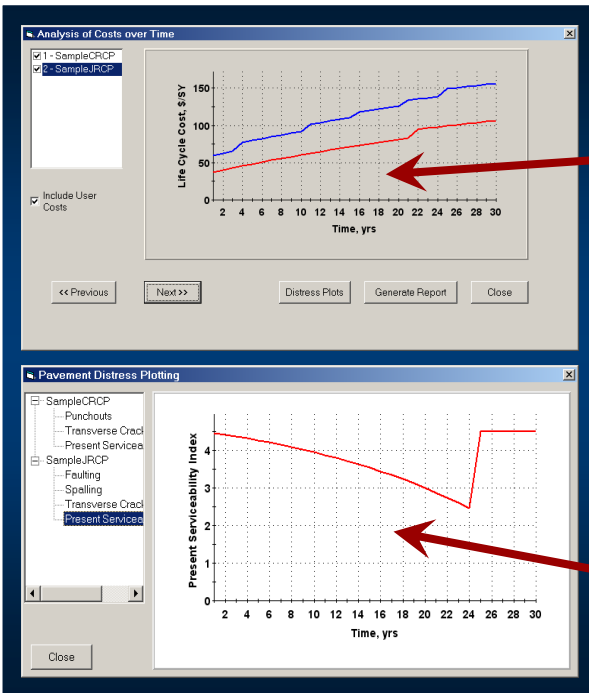 Analysis of Costs over Time
1 - SampleCRCP
2 - SampleJRCP
Include User
Costs
Life Cycle Cost, $/SY
150
100
50
0
2 4 6 8 10 12 14 16 18 20 22 24 26 28 30
Time, yrs
<< Previous
Next >>
Distress Plots
Generate Report
Close
Pavement Distress Plotting
SampleCRCP
Punchouts
Transverse Crack
Present Servicea
SampleJRCP
Faulting
Spalling
Transverse Crack
Present Servicea
Present Serviceability Index
4
3
2
1
0
2 4 6 8 10 12 14 16 18 20 22 24 26 28 30
Time, yrs
Close